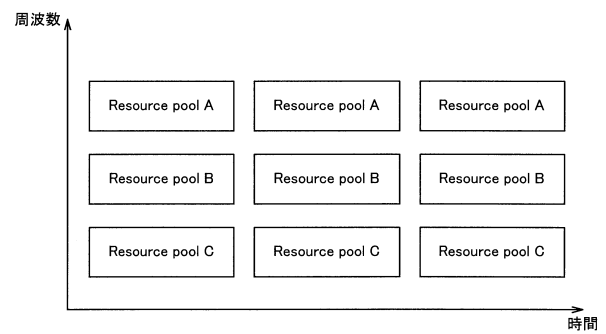 周波数
Resource pool A Resource pool A Resource pool A
Resource pool B Resource pool B Resource pool B
Resource pool C Resource pool C Resource pool C
時間